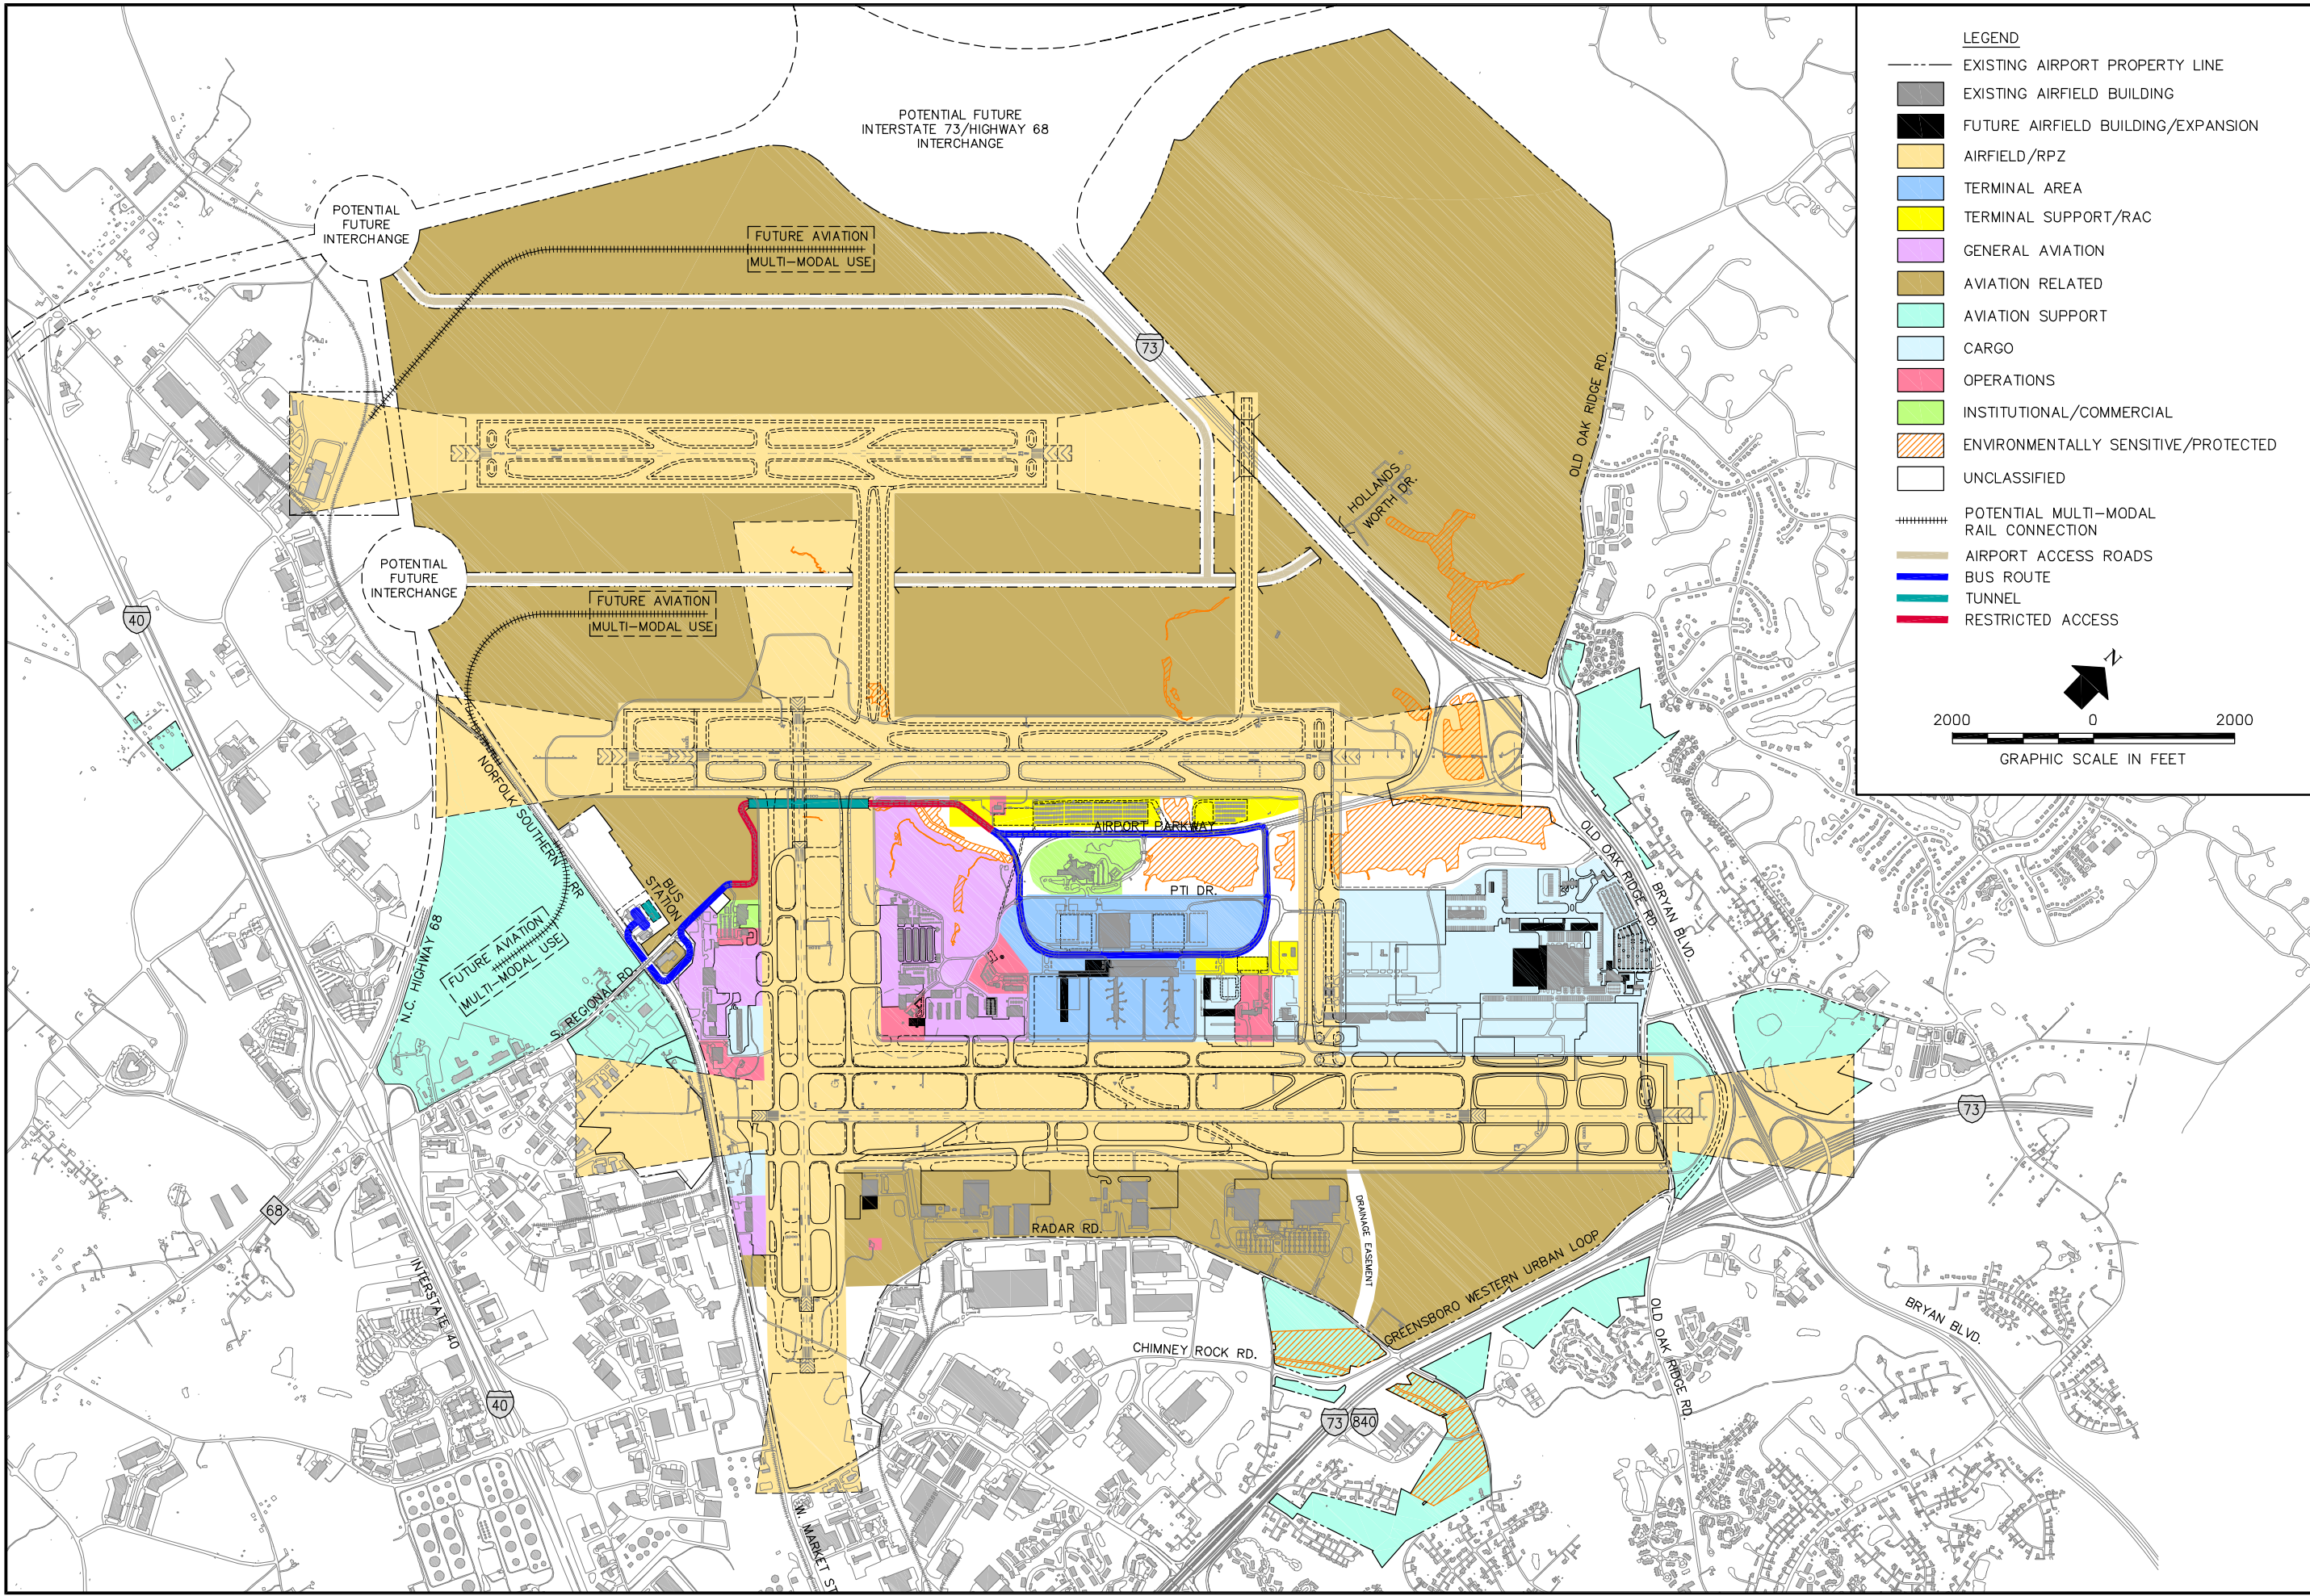 LEGEND
EXISTING AIRPORT PROPERTY LINE
EXISTING AIRFIELD BUILDING
FUTURE AIRFIELD BUILDING/EXPANSION
AIRFIELD/RPZ
TERMINAL AREA
TERMINAL SUPPORT/RAC
GENERAL AVIATION
AVIATION RELATED
AVIATION SUPPORT
CARGO
OPERATIONS
INSTITUTIONAL/COMMERCIAL
ENVIRONMENTALLY SENSITIVE/PROTECTED
UNCLASSIFIED
POTENTIAL MULTI-MODAL
RAIL CONNECTION
AIRPORT ACCESS ROADS
BUS ROUTE
TUNNEL
RESTRICTED ACCESS
N
2000 0 2000
GRAPHIC SCALE IN FEET
POTENTIAL FUTURE
INTERSTATE 73/HIGHWAY 68
INTERCHANGE
POTENTIAL
FUTURE
INTERCHANGE
FUTURE AVIATION
MULTI-MODAL USE
73
OLD OAK RIDGE RD.
HOLLANDS
WORTH DR.
POTENTIAL
FUTURE
INTERCHANGE
FUTURE AVIATION
MULTI-MODAL USE
40
NORFOLK SOUTHERN RR
AIRPORT PARKWAY
PTI DR.
BUS
STATION
OLD OAK RIDGE RD.
BRYAN BLVD.
N.C. HIGHWAY 68
FUTURE AVIATION
MULTI-MODAL USE
S. REGIONAL RD.
73
68
INTERSTATE 40
RADAR RD.
DRAINAGE EASEMENT
GREENSBORO WESTERN URBAN LOOP
CHIMNEY ROCK RD.
OLD OAK RIDGE RD.
BRYAN BLVD.
40
73
840
W. MARKET ST